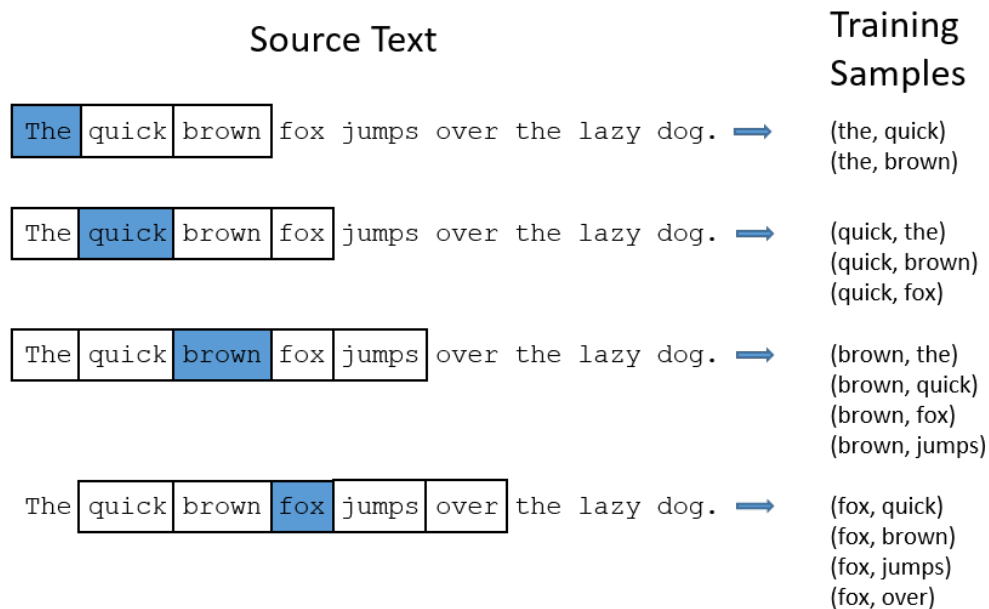 Source Text
Training
Samples
The quick brown fox jumps over the lazy dog.
(the, quick)
(the, brown)
The quick brown fox jumps over the lazy dog.
(quick, the)
(quick, brown)
(quick, fox)
The quick brown fox jumps over the lazy dog.
(brown, the)
(brown, quick)
(brown, fox)
(brown, jumps)
The quick brown fox jumps over the lazy dog.
(fox, quick)
(fox, brown)
(fox, jumps)
(fox, over)